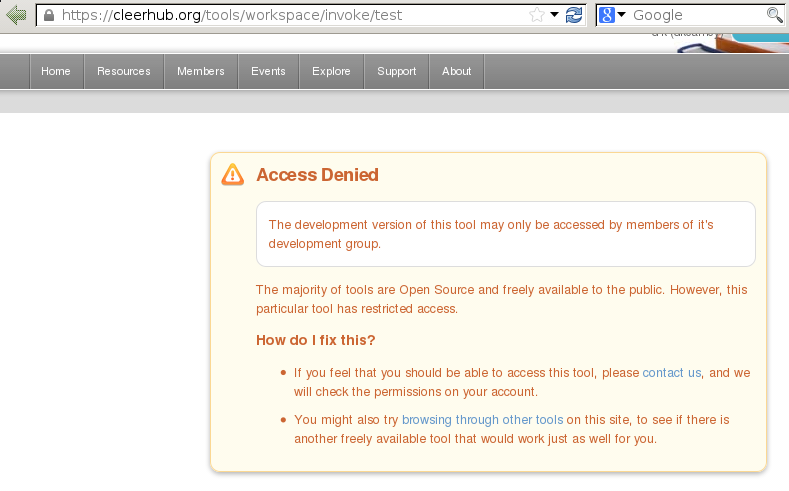 https://cleerhub.org/tools/workspace/invoke/test
Google
Home Resources Members Events Explore Support About
Access Denied
The development version of this tool may only be accessed by members of it's
development group.
The majority of tools are Open Source and freely available to the public. However, this
particular tool has restricted access.
How do I fix this?
• If you feel that you should be able to access this tool, please contact us, and we
will check the permissions on your account.
• You might also try browsing through other tools on this site, to see if there is
another freely available tool that would work just as well for you.